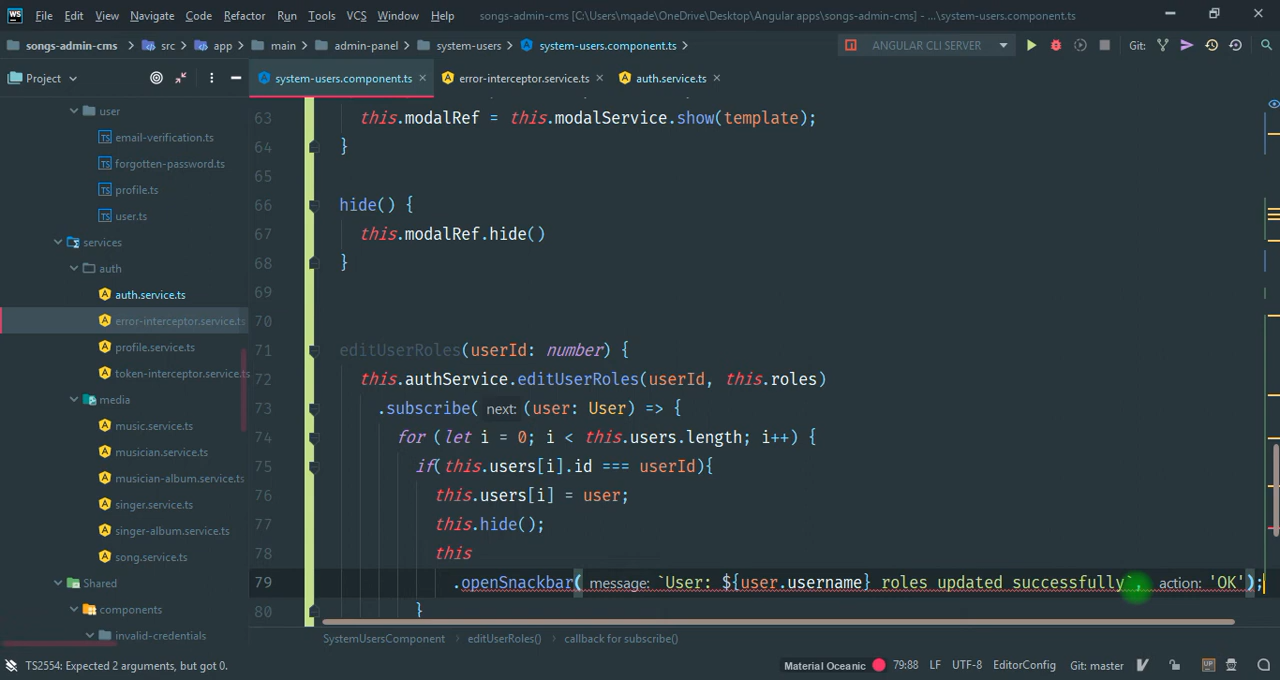 WS File Edit View Navigate Code Refactor Run Tools VCS Window Help songs-admin-cms [C:\Users\mqade\OneDrive\Desktop\Angular apps\songs-admin-cms] - ...\system-users.component.ts
songs-admin-cms src app main admin-panel system-users system-users.component.ts ANGULAR CLI SERVER Git:
Project system-users.component.ts error-interceptor.service.ts auth.service.ts
user
email-verification.ts
forgotten-password.ts
profile.ts
user.ts
services
auth
auth.service.ts
error-interceptor.service.ts
profile.service.ts
token-interceptor.service.ts
media
music.service.ts
musician.service.ts
musician-album.service.ts
singer.service.ts
singer-album.service.ts
song.service.ts
Shared
components
invalid-credentials
63 this.modalRef = this.modalService.show(template);
64 }
65
66 hide() {
67 this.modalRef.hide()
68 }
69
70
71 editUserRoles(userId: number) {
72 this.authService.editUserRoles(userId, this.roles)
73 .subscribe( next: (user: User) => {
74 for (let i = 0; i < this.users.length; i++) {
75 if(this.users[i].id === userId){
76 this.users[i] = user;
77 this.hide();
78 this
79 .openSnackbar( message: `User: ${user.username} roles updated successfully`, action: 'OK');
80 }
SystemUsersComponent editUserRoles() callback for subscribe()
TS2554: Expected 2 arguments, but got 0. Material Oceanic 79:88 LF UTF-8 EditorConfig Git: master